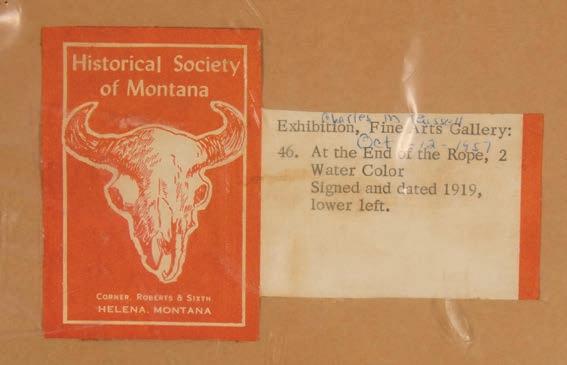 Historical Society
of Montana
CORNER, ROBERTS & SIXTH
HELENA, MONTANA
Charles M Russell
Exhibition, Fine Arts Gallery:
Oct 12-1957
46. At the End of the Rope, 2
Water Color
Signed and dated 1919,
lower left.